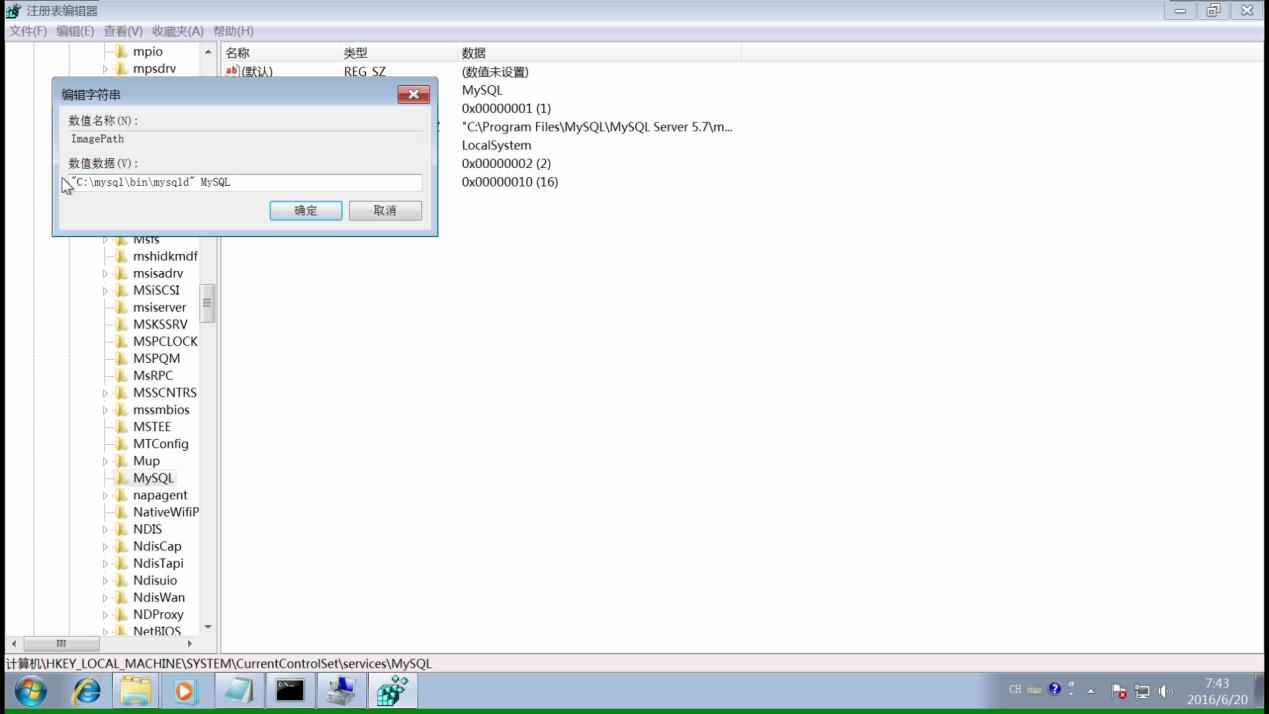 注册表编辑器
文件(F) 编辑(E) 查看(V) 收藏夹(A) 帮助(H)
mpio
mpsdrv
名称 类型 数据
ab (默认) REG_SZ (数值未设置)
MySQL
0x00000001 (1)
"C:\Program Files\MySQL\MySQL Server 5.7\m...
LocalSystem
0x00000002 (2)
0x00000010 (16)
编辑字符串
数值名称(N):
ImagePath
数值数据(V):
"C:\mysql\bin\mysqld" MySQL
确定 取消
Msfs
mshidkmdf
msisadrv
MSiSCSI
msiserver
MSKSSRV
MSPCLOCK
MSPQM
MsRPC
MSSCNTRS
mssmbios
MSTEE
MTConfig
Mup
MySQL
napagent
NativeWifiP
NDIS
NdisCap
NdisTapi
Ndisuio
NdisWan
NDProxy
NetBIOS
计算机\HKEY_LOCAL_MACHINE\SYSTEM\CurrentControlSet\services\MySQL
CH
7:43
2016/6/20